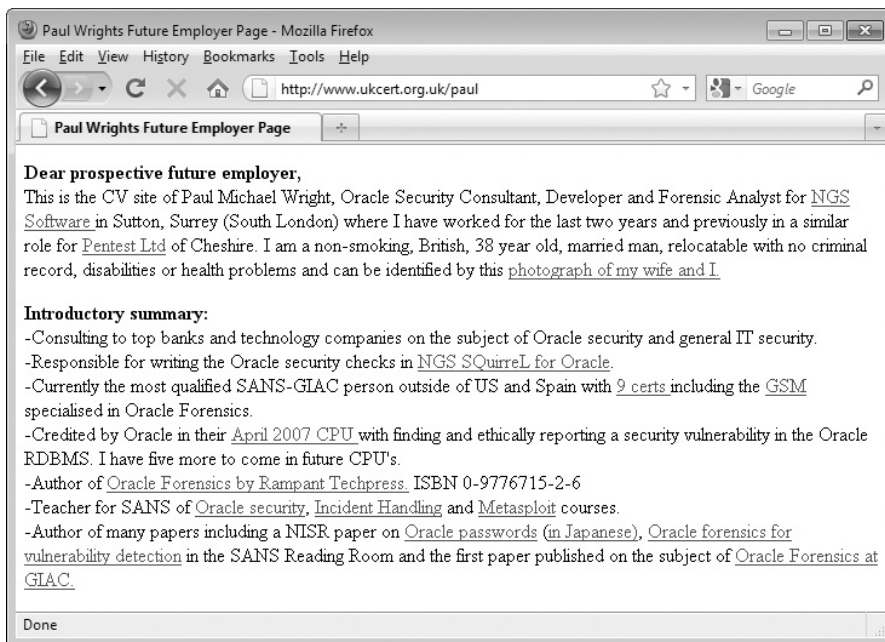 Paul Wrights Future Employer Page - Mozilla Firefox
File Edit View History Bookmarks Tools Help
http://www.ukcert.org.uk/paul
Google
Paul Wrights Future Employer Page
Dear prospective future employer,
This is the CV site of Paul Michael Wright, Oracle Security Consultant, Developer and Forensic Analyst for NGS
Software in Sutton, Surrey (South London) where I have worked for the last two years and previously in a similar
role for Pentest Ltd of Cheshire. I am a non-smoking, British, 38 year old, married man, relocatable with no criminal
record, disabilities or health problems and can be identified by this photograph of my wife and I.
Introductory summary:
-Consulting to top banks and technology companies on the subject of Oracle security and general IT security.
-Responsible for writing the Oracle security checks in NGS SQuirreL for Oracle.
-Currently the most qualified SANS-GIAC person outside of US and Spain with 9 certs including the GSM
specialised in Oracle Forensics.
-Credited by Oracle in their April 2007 CPU with finding and ethically reporting a security vulnerability in the Oracle
RDBMS. I have five more to come in future CPU's.
-Author of Oracle Forensics by Rampant Techpress. ISBN 0-9776715-2-6
-Teacher for SANS of Oracle security, Incident Handling and Metasploit courses.
-Author of many papers including a NISR paper on Oracle passwords (in Japanese), Oracle forensics for
vulnerability detection in the SANS Reading Room and the first paper published on the subject of Oracle Forensics at
GIAC.
Done